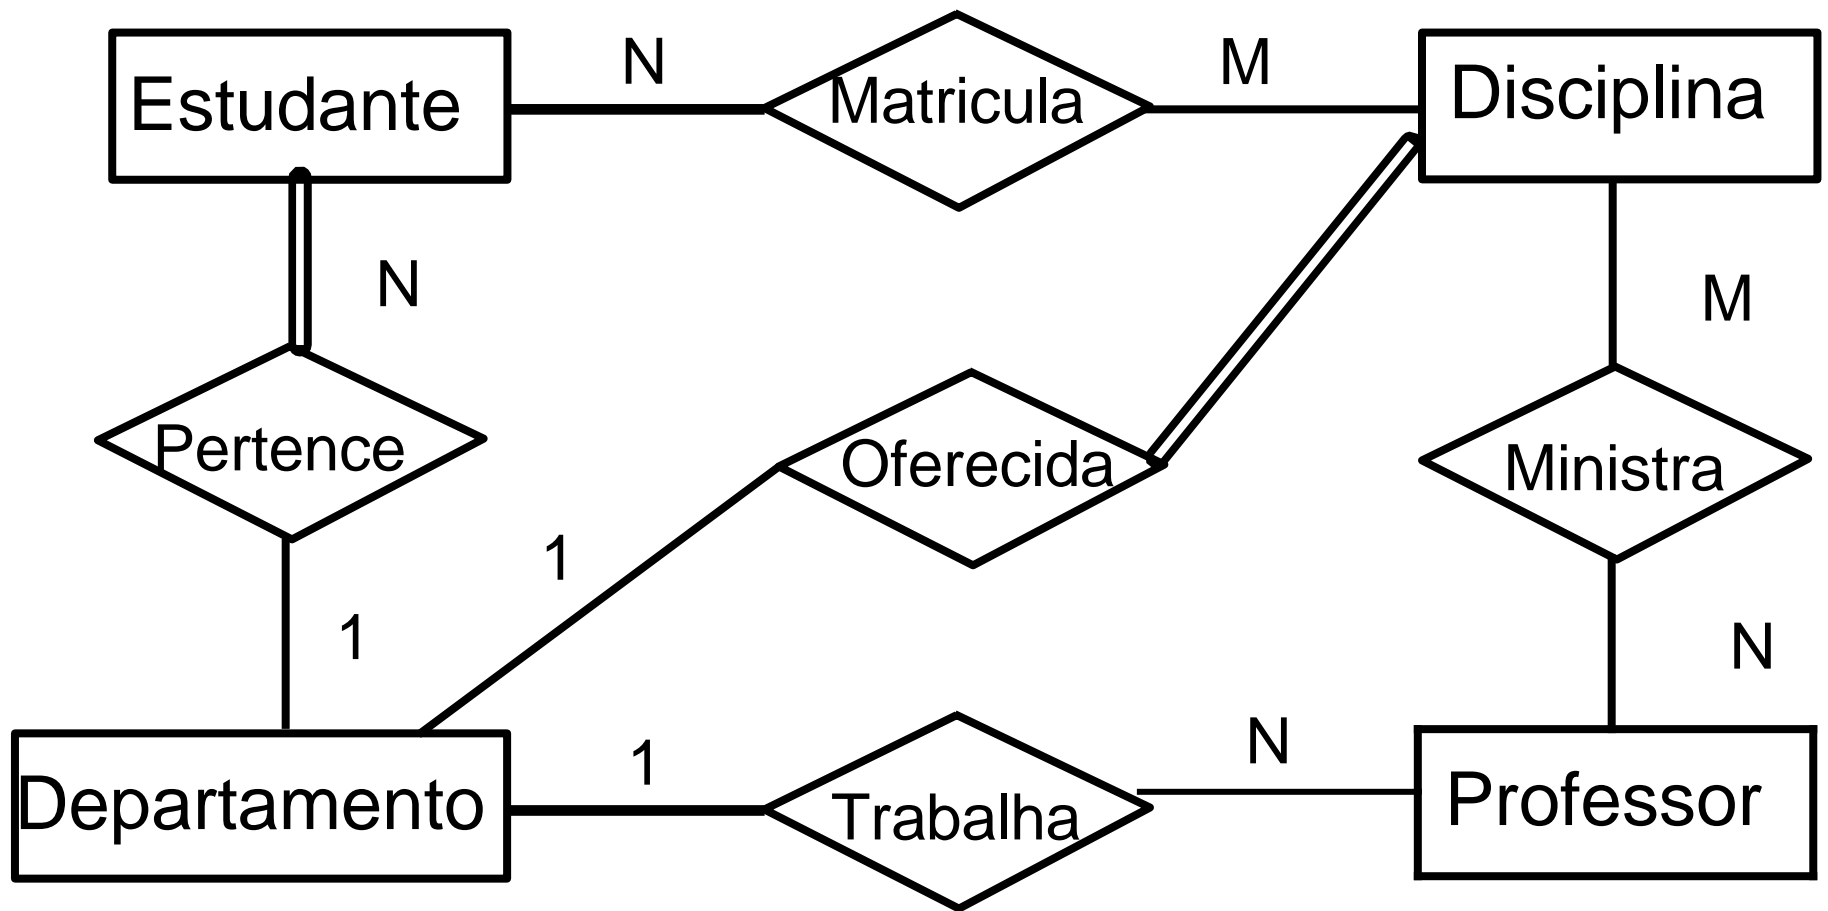 N
M
Estudante
Matricula
Disciplina
N
M
Pertence
Oferecida
Ministra
1
1
N
1
N
Departamento
Trabalha
Professor